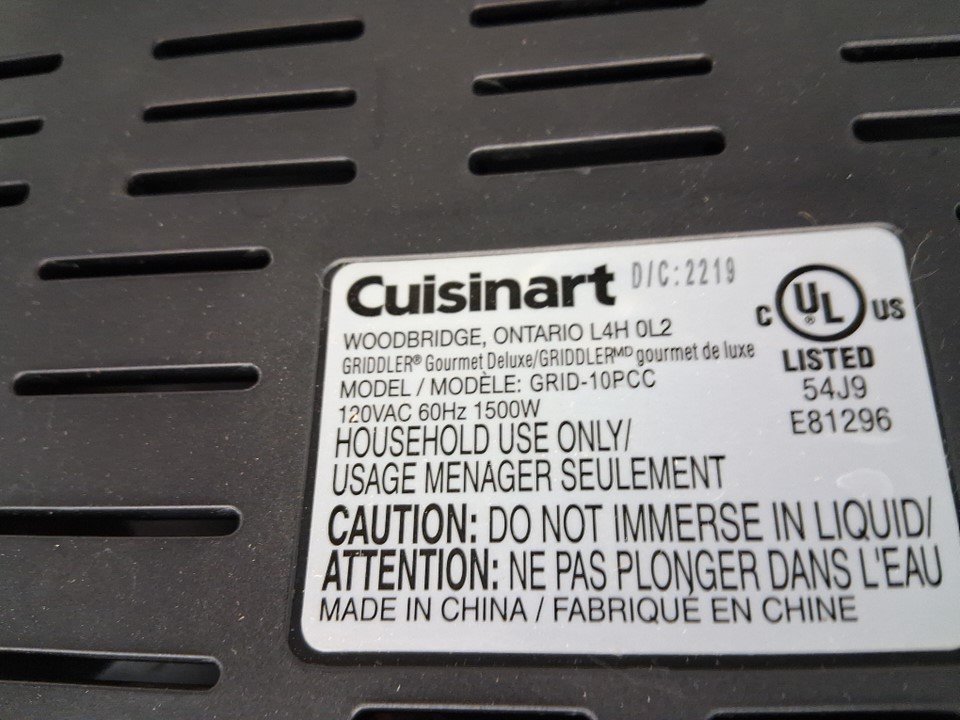 Cuisinart D/C:2219
WOODBRIDGE, ONTARIO L4H 0L2
GRIDDLER® Gourmet Deluxe/GRIDDLERᴹᴰ gourmet de luxe
MODEL / MODÈLE: GRID-10PCC
120VAC 60Hz 1500W
HOUSEHOLD USE ONLY/
USAGE MENAGER SEULEMENT
CAUTION: DO NOT IMMERSE IN LIQUID/
ATTENTION: NE PAS PLONGER DANS L'EAU
MADE IN CHINA / FABRIQUÉ EN CHINE
C UL® US
LISTED
54J9
E81296